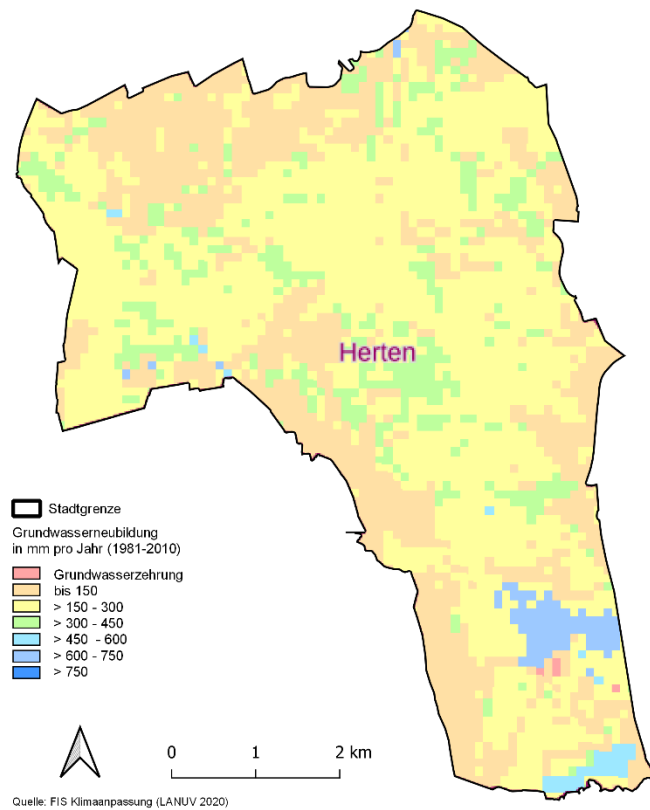 Herten
Stadtgrenze
Grundwasserneubildung
in mm pro Jahr (1981-2010)
Grundwasserzehrung
bis 150
> 150 - 300
> 300 - 450
> 450 - 600
> 600 - 750
> 750
0 1 2 km
Quelle: FIS Klimaanpassung (LANUV 2020)